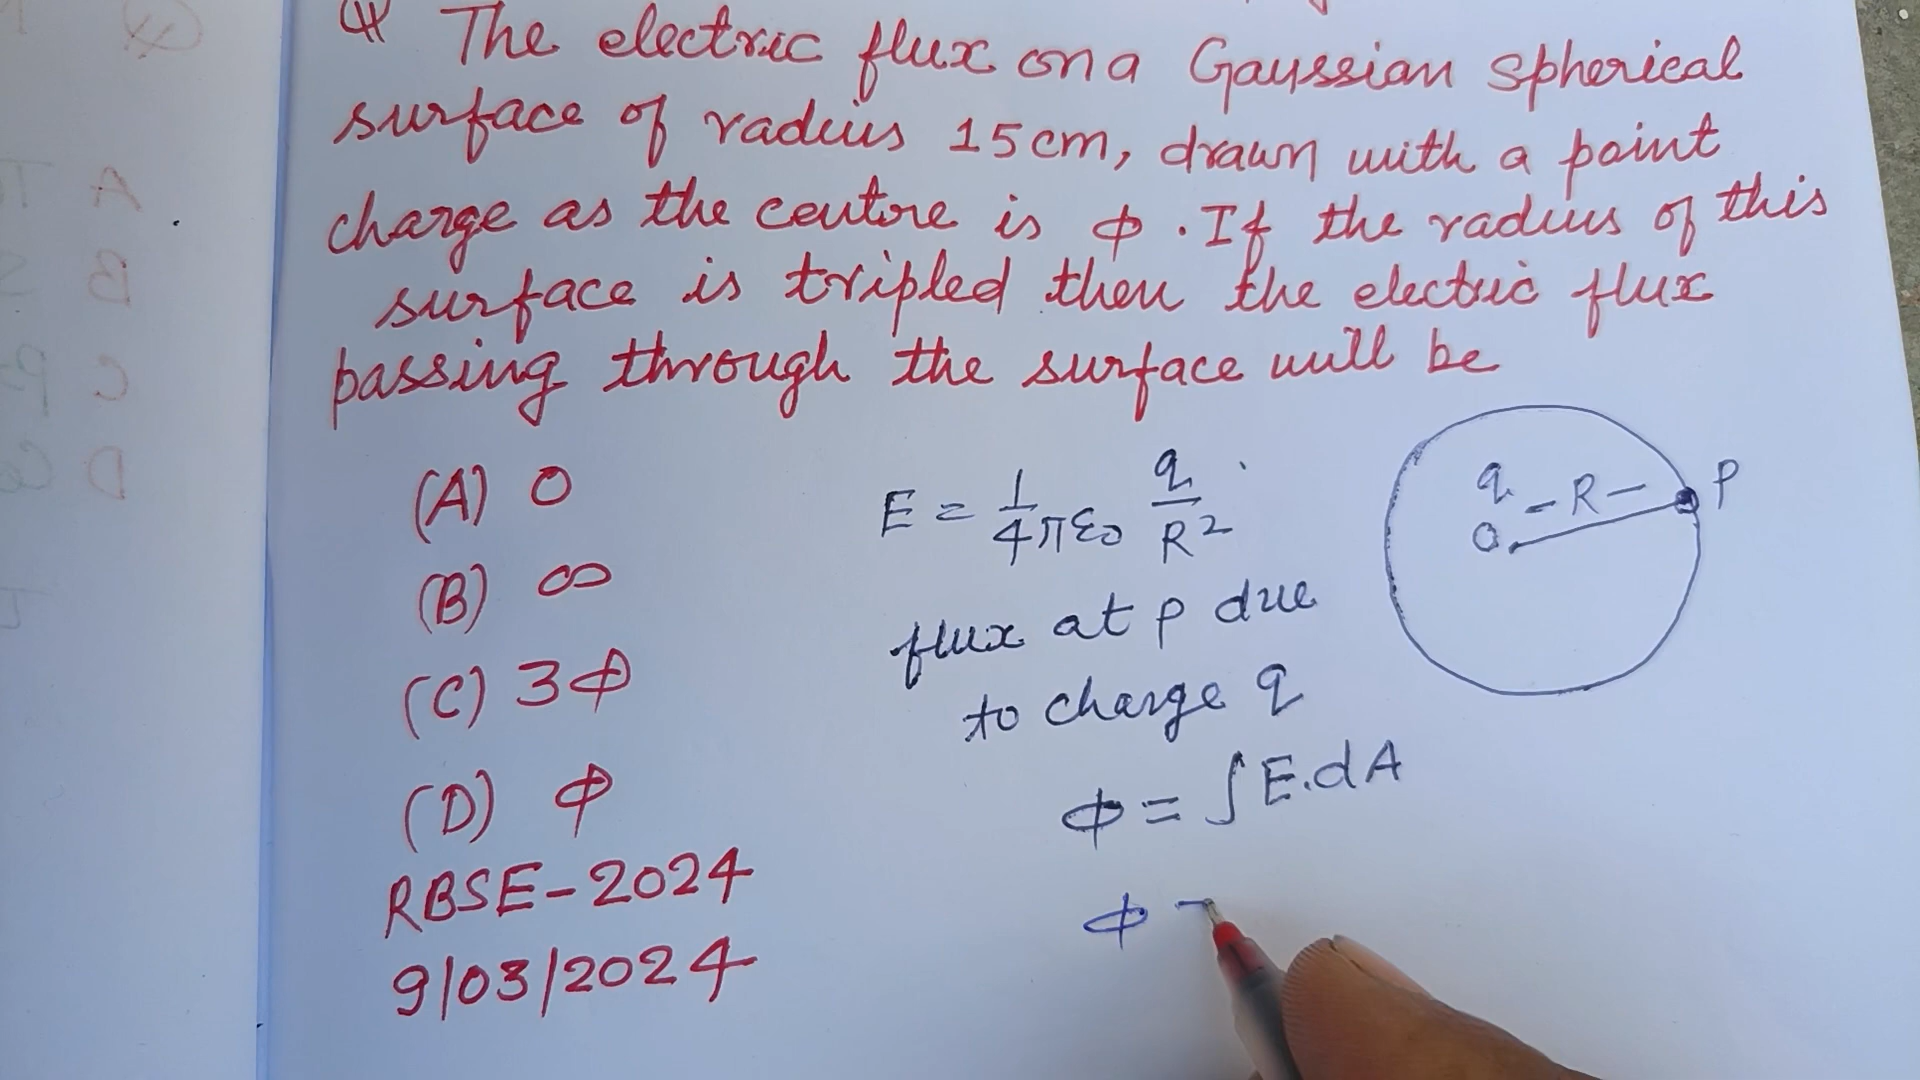 Q The electric flux on a Gaussian spherical
surface of radius 15cm, drawn with a point
charge as the centre is ϕ. If the radius of this
surface is tripled then the electric flux
passing through the surface will be
(A) 0
(B) ∞
(C) 3ϕ
(D) ϕ
RBSE-2024
9/03/2024
E = 1/4πε0 q/R²
flux at p due
to charge q
ϕ = ∫E.dA
ϕ
q
O
-R-
P